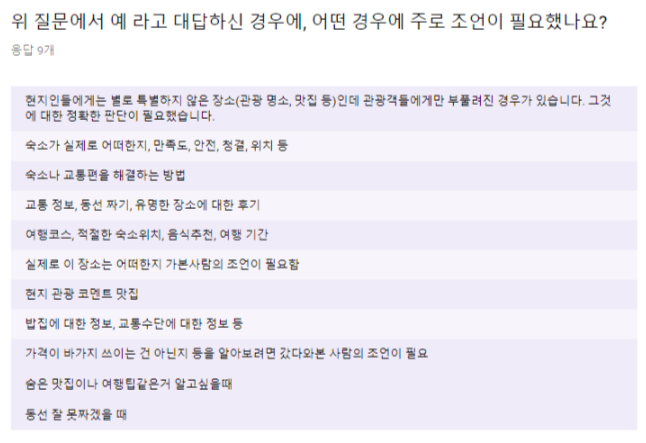 위 질문에서 예 라고 대답하신 경우에, 어떤 경우에 주로 조언이 필요했나요?
응답 9개
현지인들에게는 별로 특별하지 않은 장소(관광 명소, 맛집 등)인데 관광객들에게만 부풀려진 경우가 있습니다. 그것
에 대한 정확한 판단이 필요했습니다.
숙소가 실제로 어떠한지, 만족도, 안전, 청결, 위치 등
숙소나 교통편을 해결하는 방법
교통 정보, 동선 짜기, 유명한 장소에 대한 후기
여행코스, 적절한 숙소위치, 음식추천, 여행 기간
실제로 이 장소는 어떠한지 가본사람의 조언이 필요함
현지 관광 코멘트 맛집
밥집에 대한 정보, 교통수단에 대한 정보 등
가격이 바가지 쓰이는 건 아닌지 등을 알아보려면 갔다와본 사람의 조언이 필요
숨은 맛집이나 여행팁같은거 알고싶을때
동선 잘 못짜겠을 때